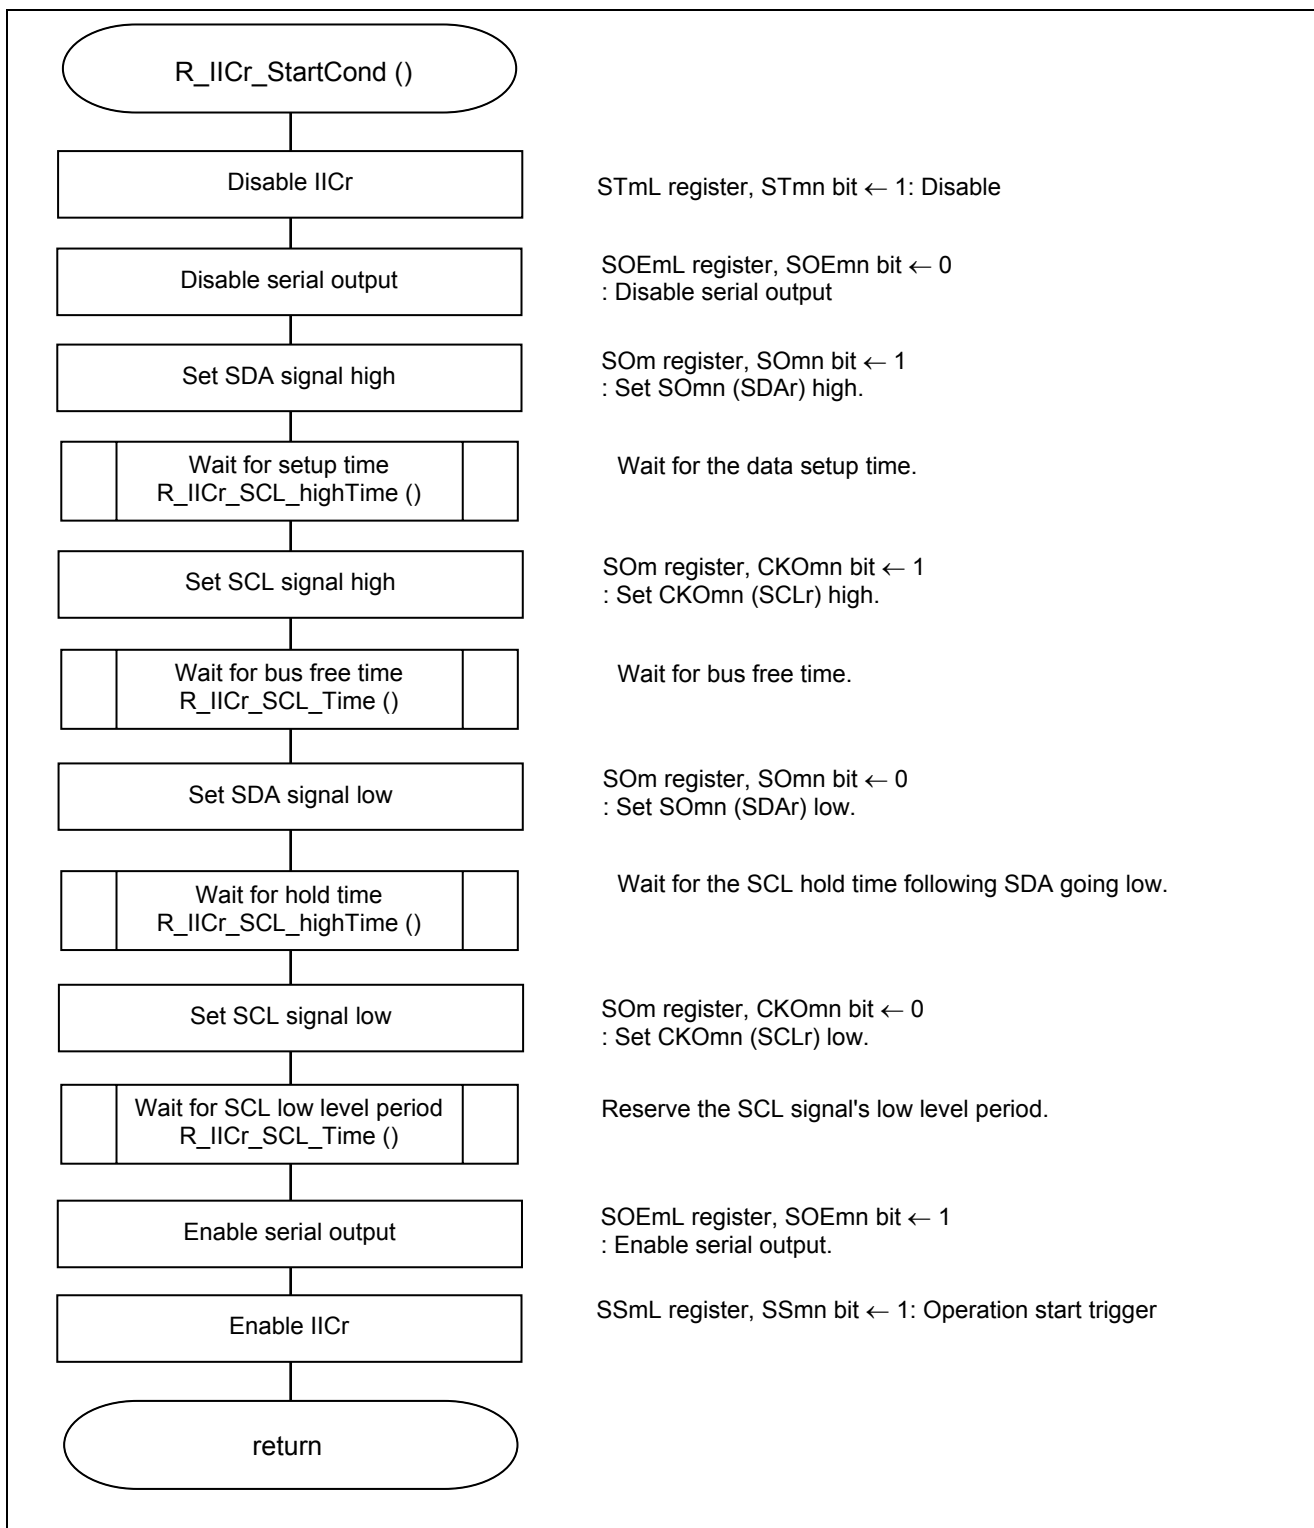 R_IICr_StartCond ()
Disable IICr
STmL register, STmn bit ← 1: Disable
Disable serial output
SOEmL register, SOEmn bit ← 0
: Disable serial output
Set SDA signal high
SOm register, SOmn bit ← 1
: Set SOmn (SDAr) high.
Wait for setup time
R_IICr_SCL_highTime ()
Wait for the data setup time.
Set SCL signal high
SOm register, CKOmn bit ← 1
: Set CKOmn (SCLr) high.
Wait for bus free time
R_IICr_SCL_Time ()
Wait for bus free time.
Set SDA signal low
SOm register, SOmn bit ← 0
: Set SOmn (SDAr) low.
Wait for hold time
R_IICr_SCL_highTime ()
Wait for the SCL hold time following SDA going low.
Set SCL signal low
SOm register, CKOmn bit ← 0
: Set CKOmn (SCLr) low.
Wait for SCL low level period
R_IICr_SCL_Time ()
Reserve the SCL signal's low level period.
Enable serial output
SOEmL register, SOEmn bit ← 1
: Enable serial output.
Enable IICr
SSmL register, SSmn bit ← 1: Operation start trigger
return